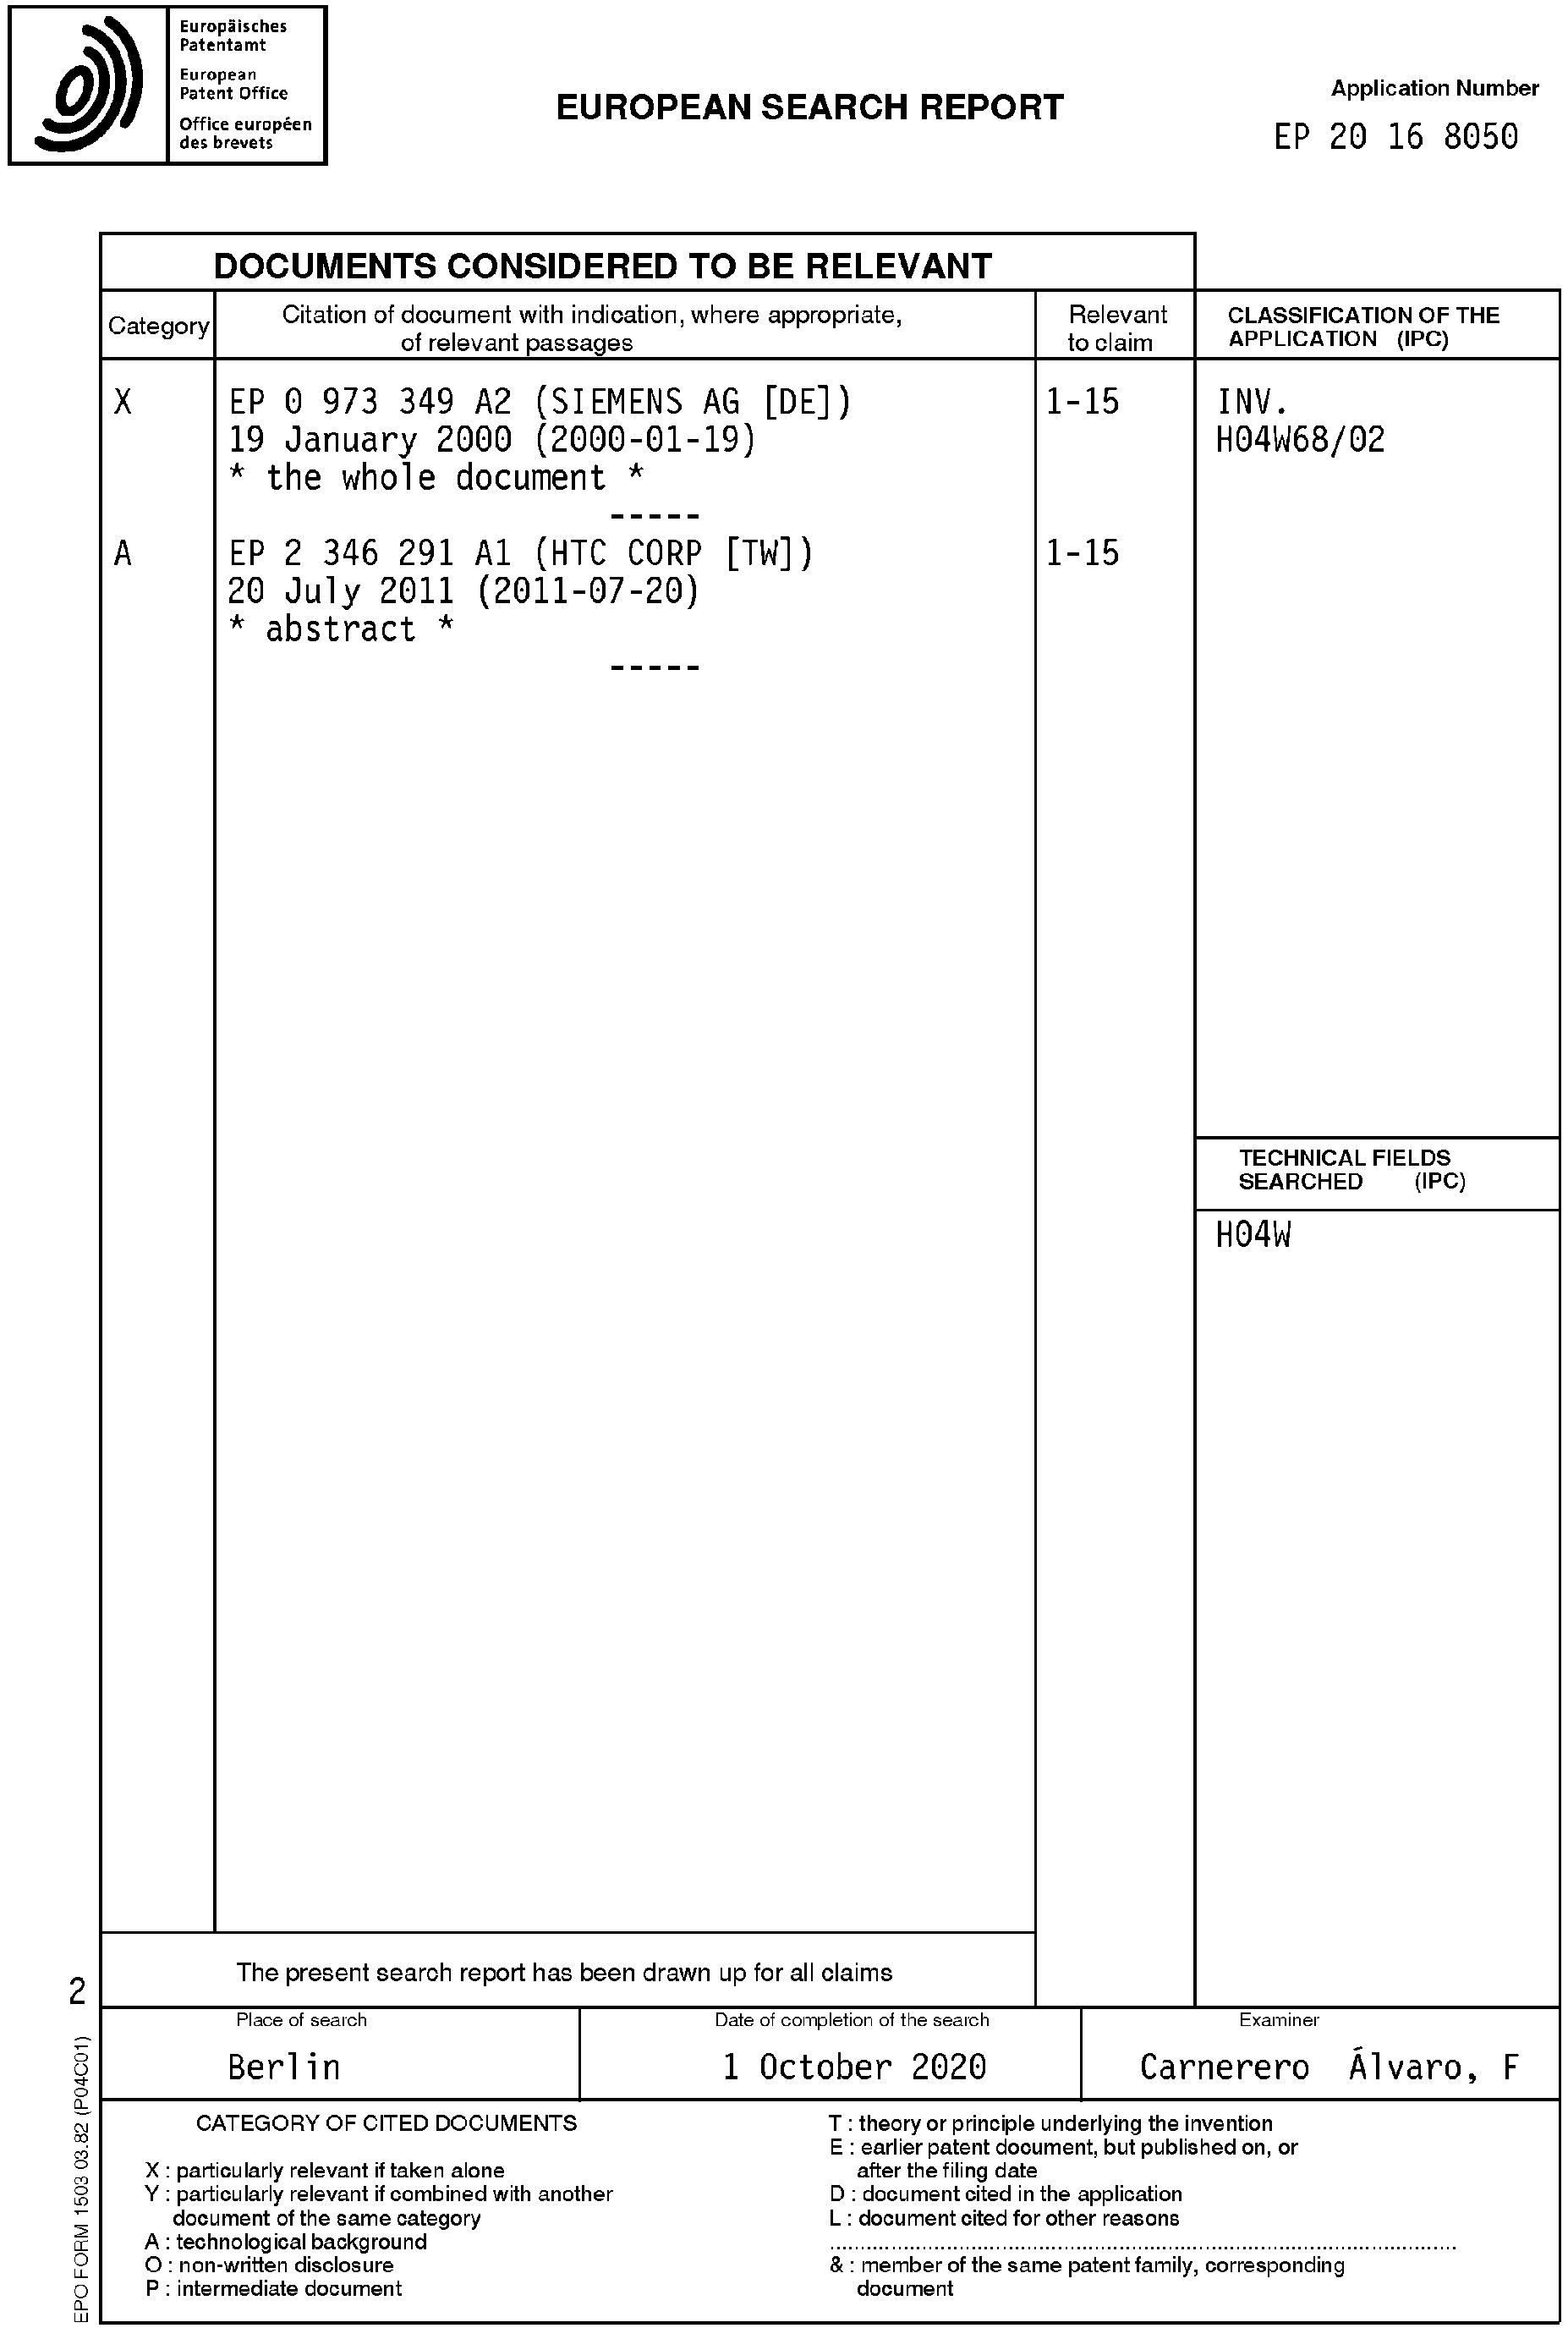 Europäisches
Patentamt
European
Patent Office
Office européen
des brevets
EUROPEAN SEARCH REPORT
Application Number
EP 20 16 8050
DOCUMENTS CONSIDERED TO BE RELEVANT
Category
Citation of document with indication, where appropriate,
of relevant passages
Relevant
to claim
CLASSIFICATION OF THE
APPLICATION (IPC)
X
EP 0 973 349 A2 (SIEMENS AG [DE])
19 January 2000 (2000-01-19)
* the whole document *
-----
1-15
INV.
H04W68/02
A
EP 2 346 291 A1 (HTC CORP [TW])
20 July 2011 (2011-07-20)
* abstract *
-----
1-15
TECHNICAL FIELDS
SEARCHED (IPC)
H04W
The present search report has been drawn up for all claims
2
Place of search
Berlin
Date of completion of the search
1 October 2020
Examiner
Carnerero Álvaro, F
EPO FORM 1503 03.82 (P04C01)
CATEGORY OF CITED DOCUMENTS
X : particularly relevant if taken alone
Y : particularly relevant if combined with another
document of the same category
A : technological background
O : non-written disclosure
P : intermediate document
T : theory or principle underlying the invention
E : earlier patent document, but published on, or
after the filing date
D : document cited in the application
L : document cited for other reasons
& : member of the same patent family, corresponding
document